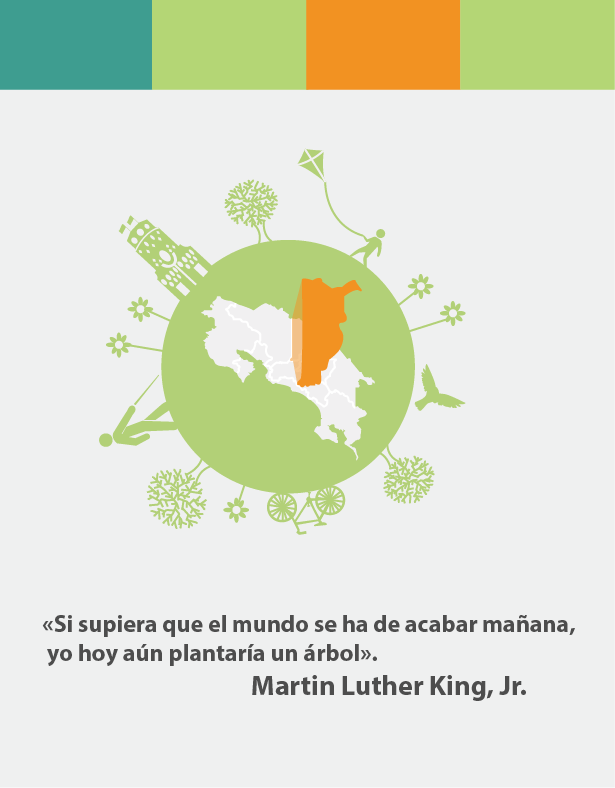 «Si supiera que el mundo se ha de acabar mañana,
yo hoy aún plantaría un árbol».
Martin Luther King, Jr.